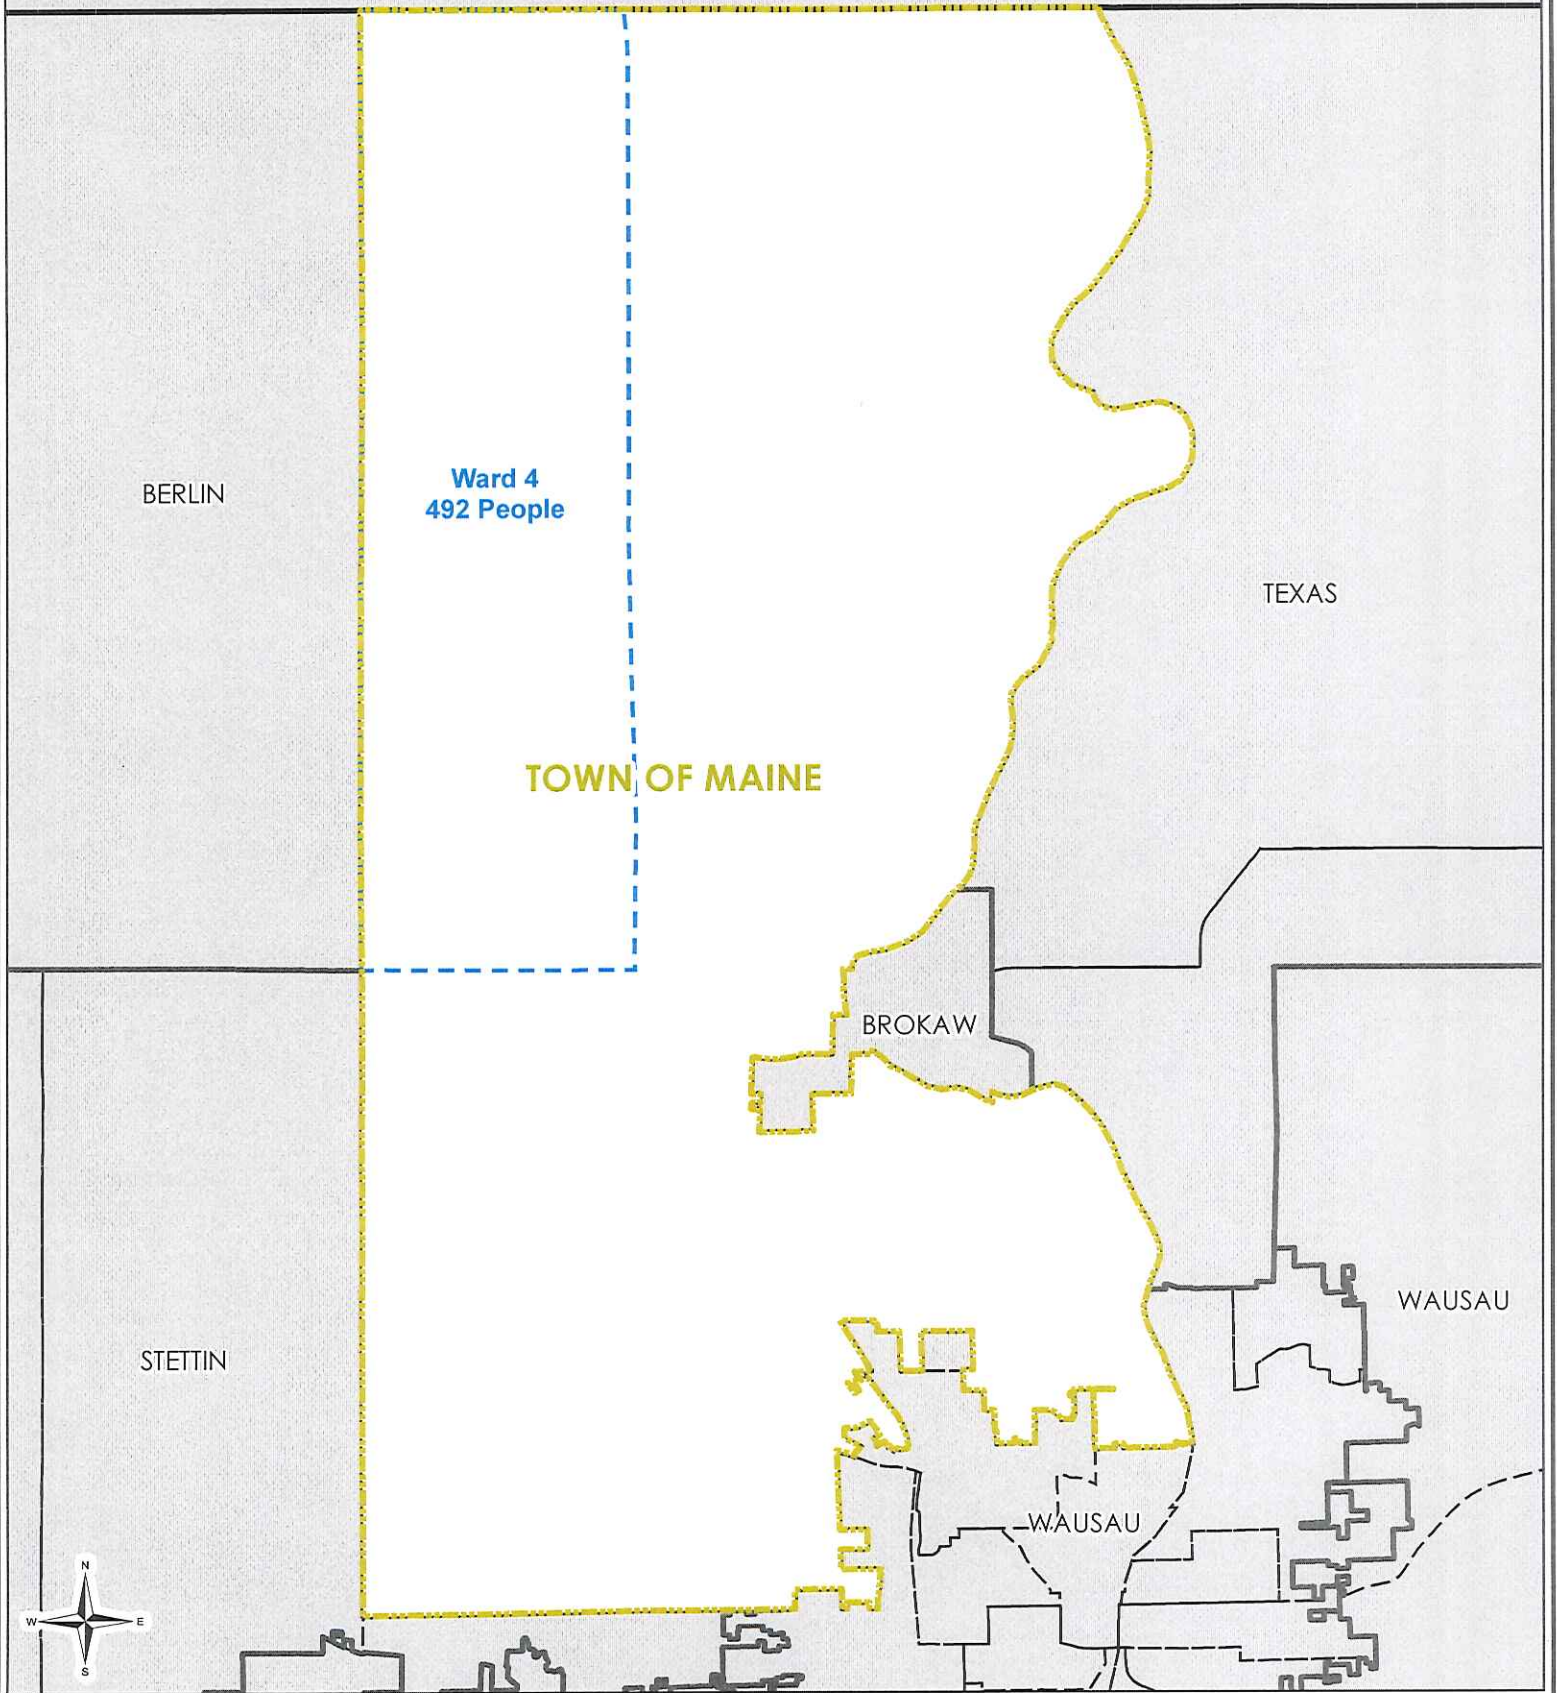 Ward 4
492 People
BERLIN
TEXAS
TOWN OF MAINE
BROKAW
WAUSAU
STETTIN
WAUSAU
N
W
E
S